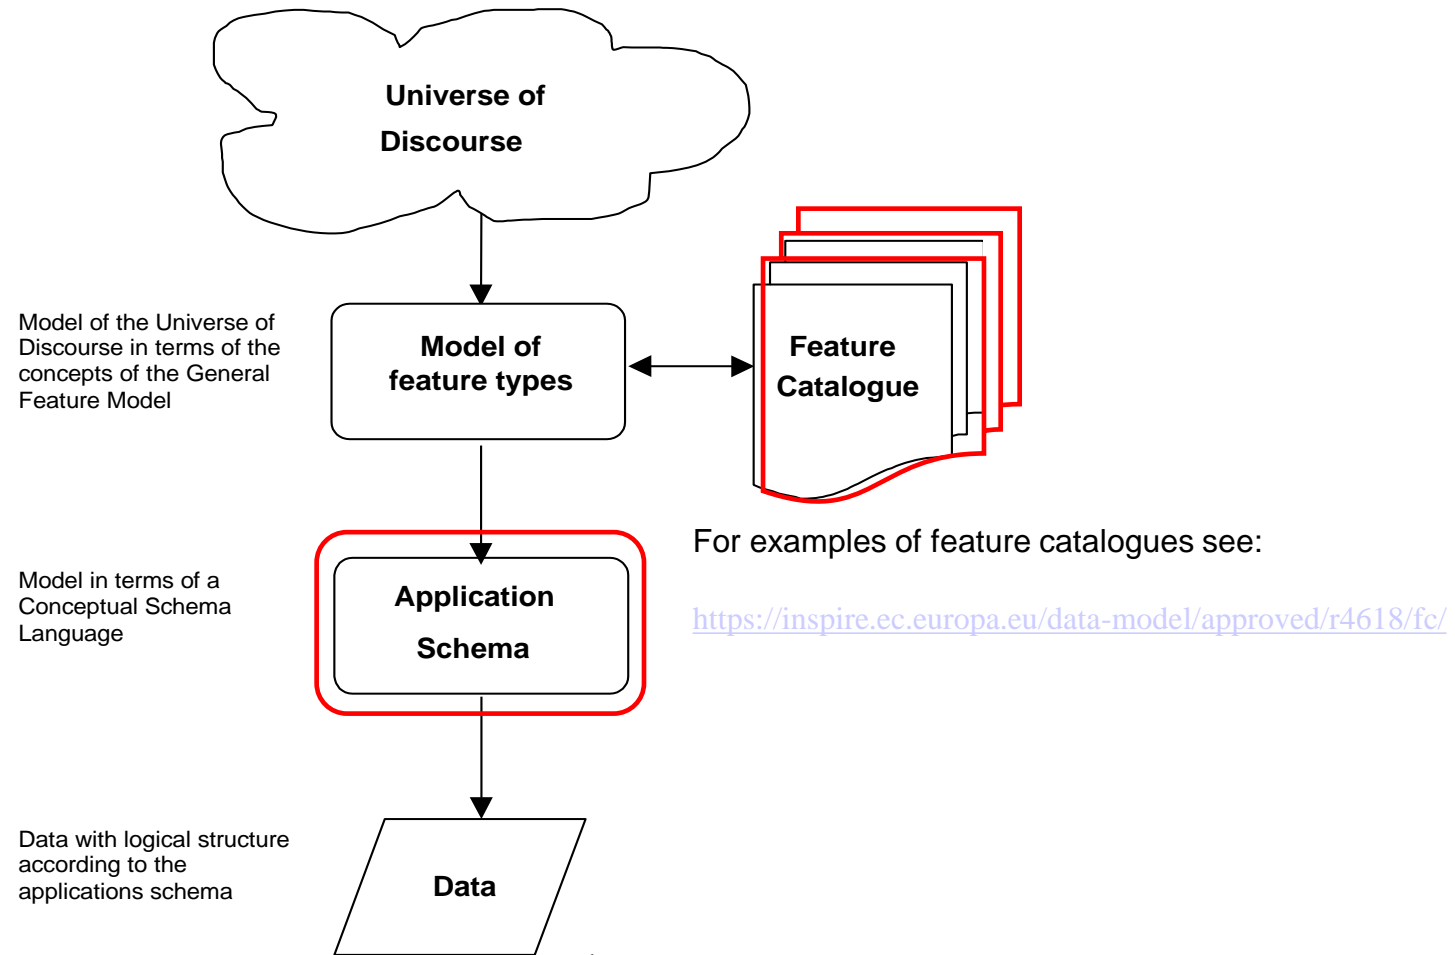 Universe of
Discourse
Model of the Universe of
Discourse in terms of the
concepts of the General
Feature Model
Model of
feature types
Feature
Catalogue
For examples of feature catalogues see:
https://inspire.ec.europa.eu/data-model/approved/r4618/fc/
Model in terms of a
Conceptual Schema
Language
Application
Schema
Data with logical structure
according to the
applications schema
Data